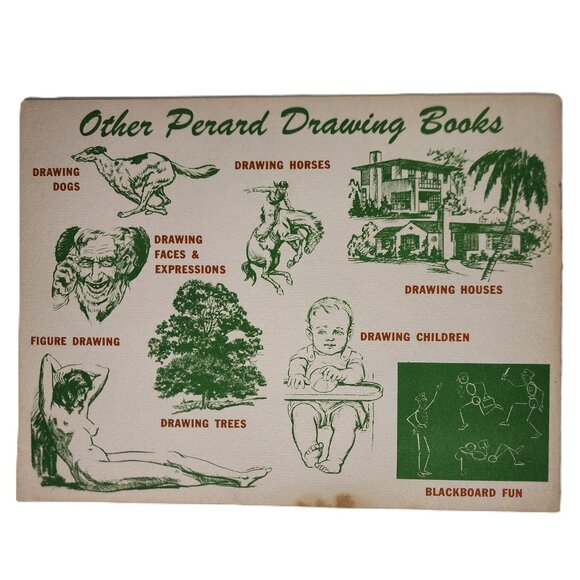 Other Perard Drawing Books
DRAWING
DOGS
DRAWING HORSES
DRAWING
FACES &
EXPRESSIONS
DRAWING HOUSES
FIGURE DRAWING
DRAWING CHILDREN
DRAWING TREES
BLACKBOARD FUN